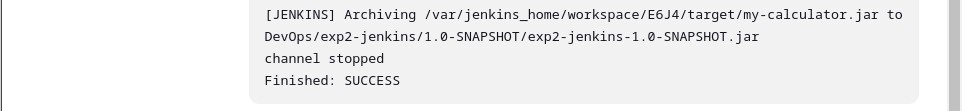 [JENKINS] Archiving /var/jenkins_home/workspace/E6J4/target/my-calculator.jar to
DevOps/exp2-jenkins/1.0-SNAPSHOT/exp2-jenkins-1.0-SNAPSHOT.jar
channel stopped
Finished: SUCCESS